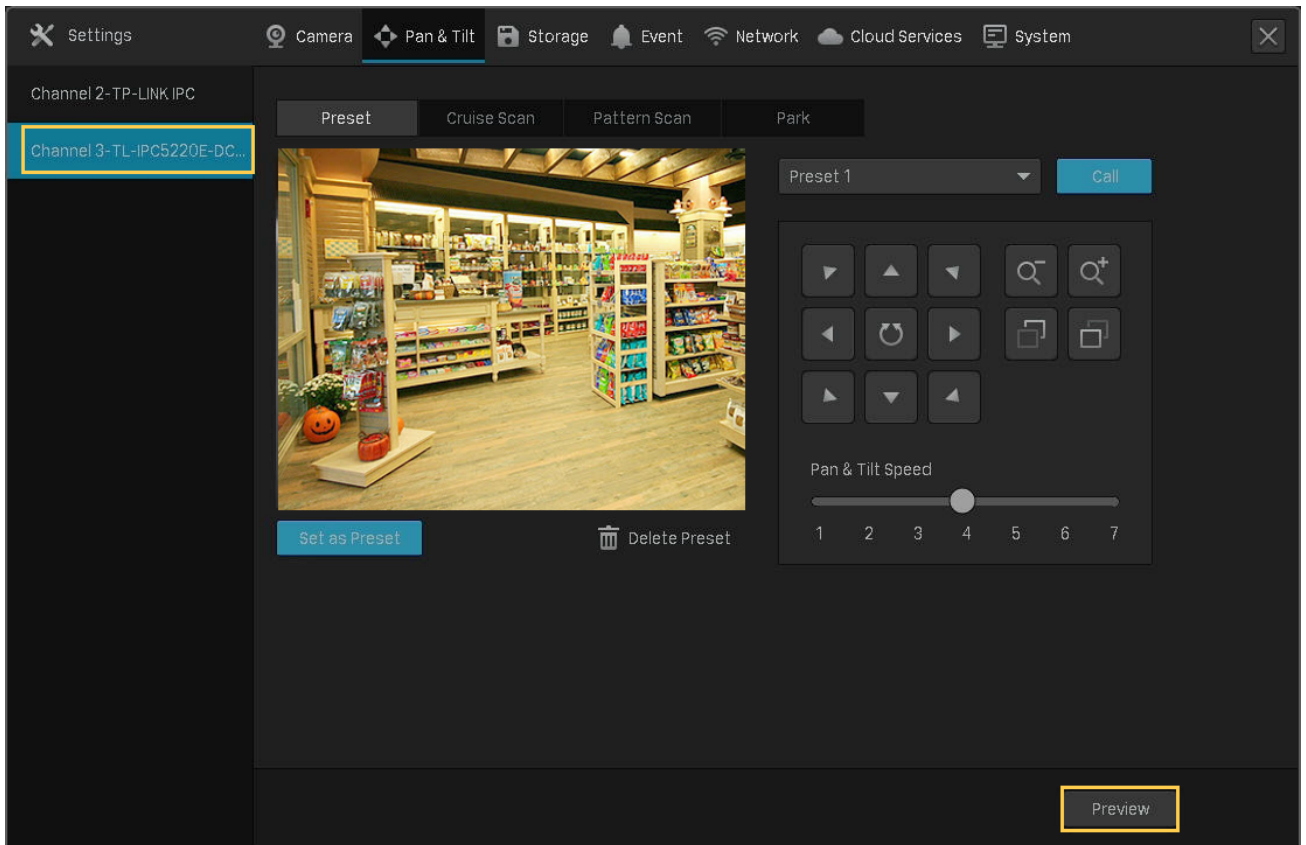 Settings
Camera
Pan & Tilt
Storage
Event
Network
Cloud Services
System
Channel 2-TP-LINK IPC
Channel 3-TL-IPC5220E-DC...
Preset
Cruise Scan
Pattern Scan
Park
Preset 1
Call
Pan & Tilt Speed
1 2 3 4 5 6 7
Set as Preset
Delete Preset
Preview